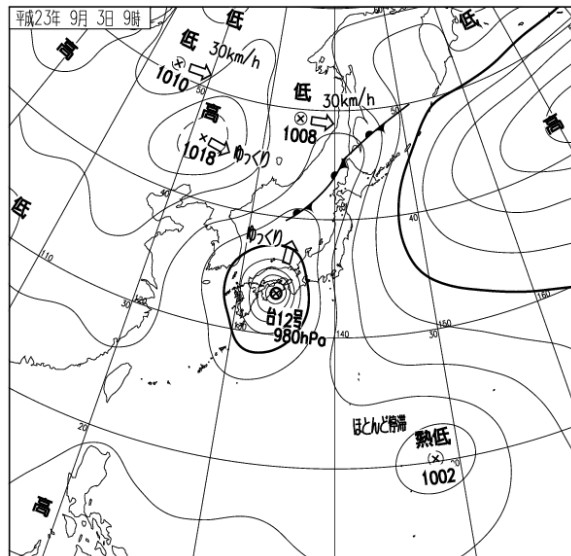 平成23年 9月 3日 9時
高
低
30km/h
1010
50
高
1018
ゆっくり
低
30km/h
1008
低
高
低
40
40
110
30
120
ゆっくり
台12号
980hPa
140
150
160
20
ほとんど停滞
熱低
1002
20
高